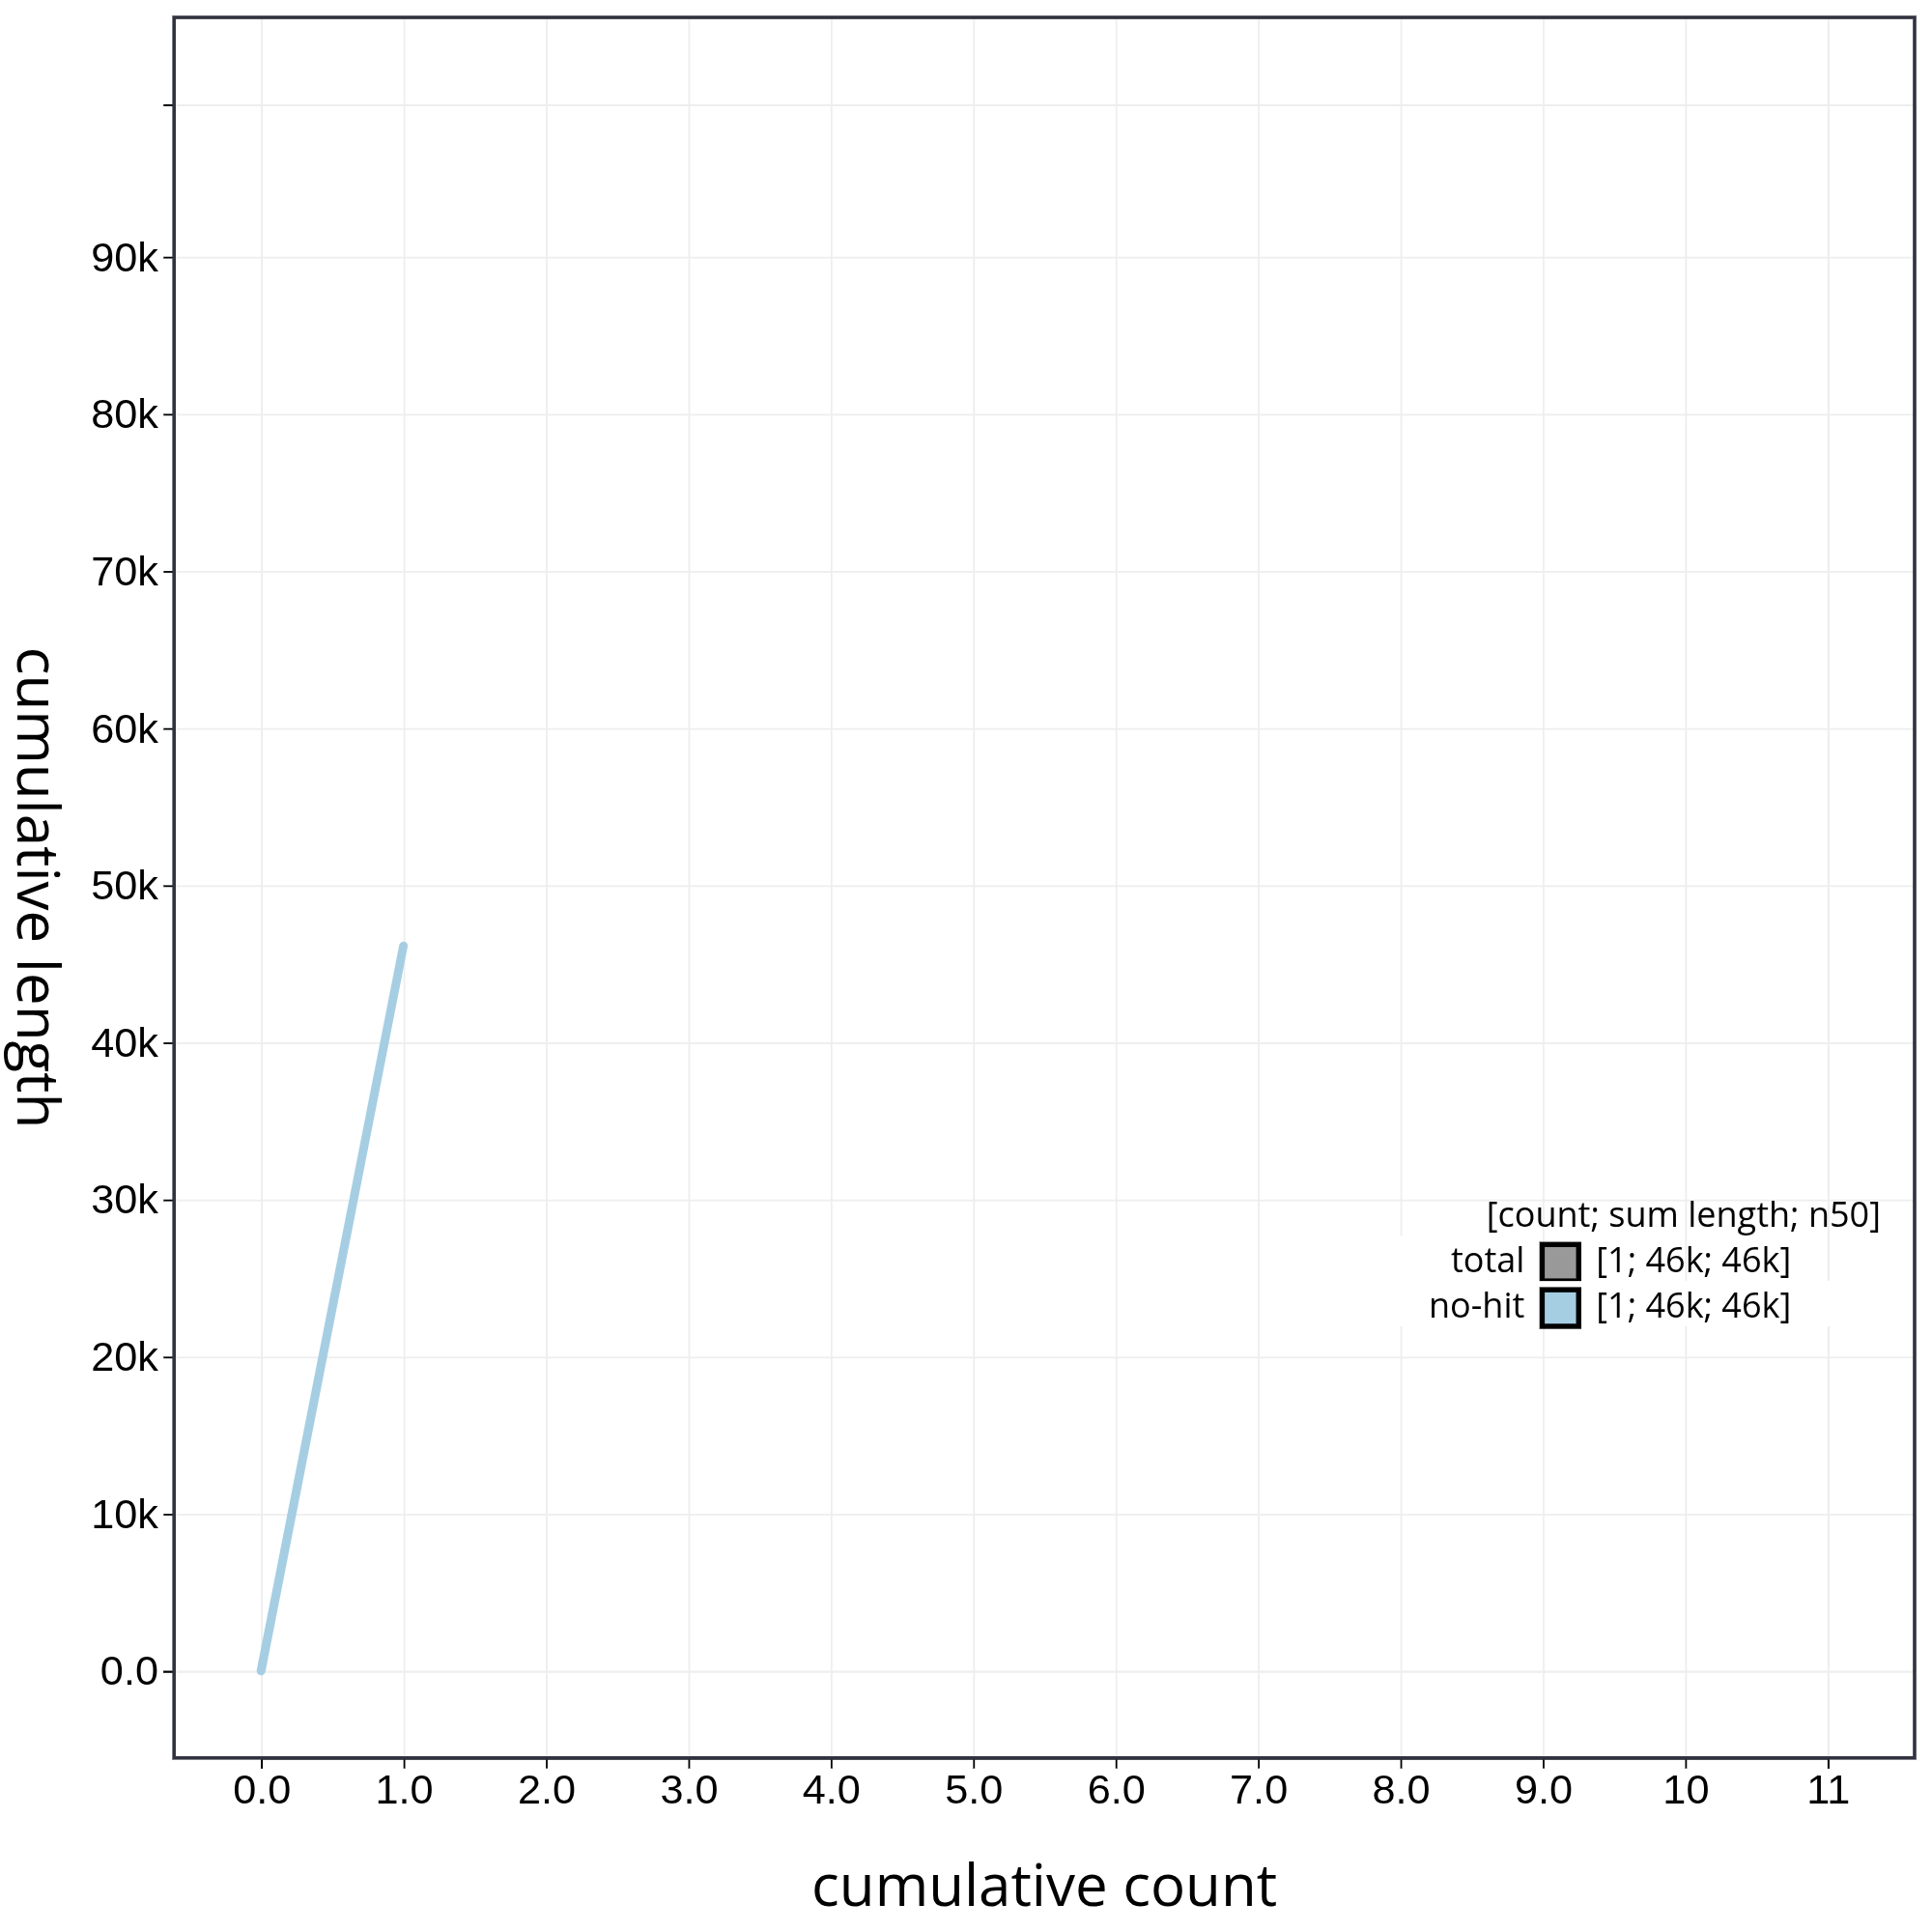 90k
80k
70k
60k
50k
40k
30k
20k
10k
0.0
cumulative length
[count; sum length; n50]
total [1; 46k; 46k]
no-hit [1; 46k; 46k]
0.0 1.0 2.0 3.0 4.0 5.0 6.0 7.0 8.0 9.0 10 11
cumulative count